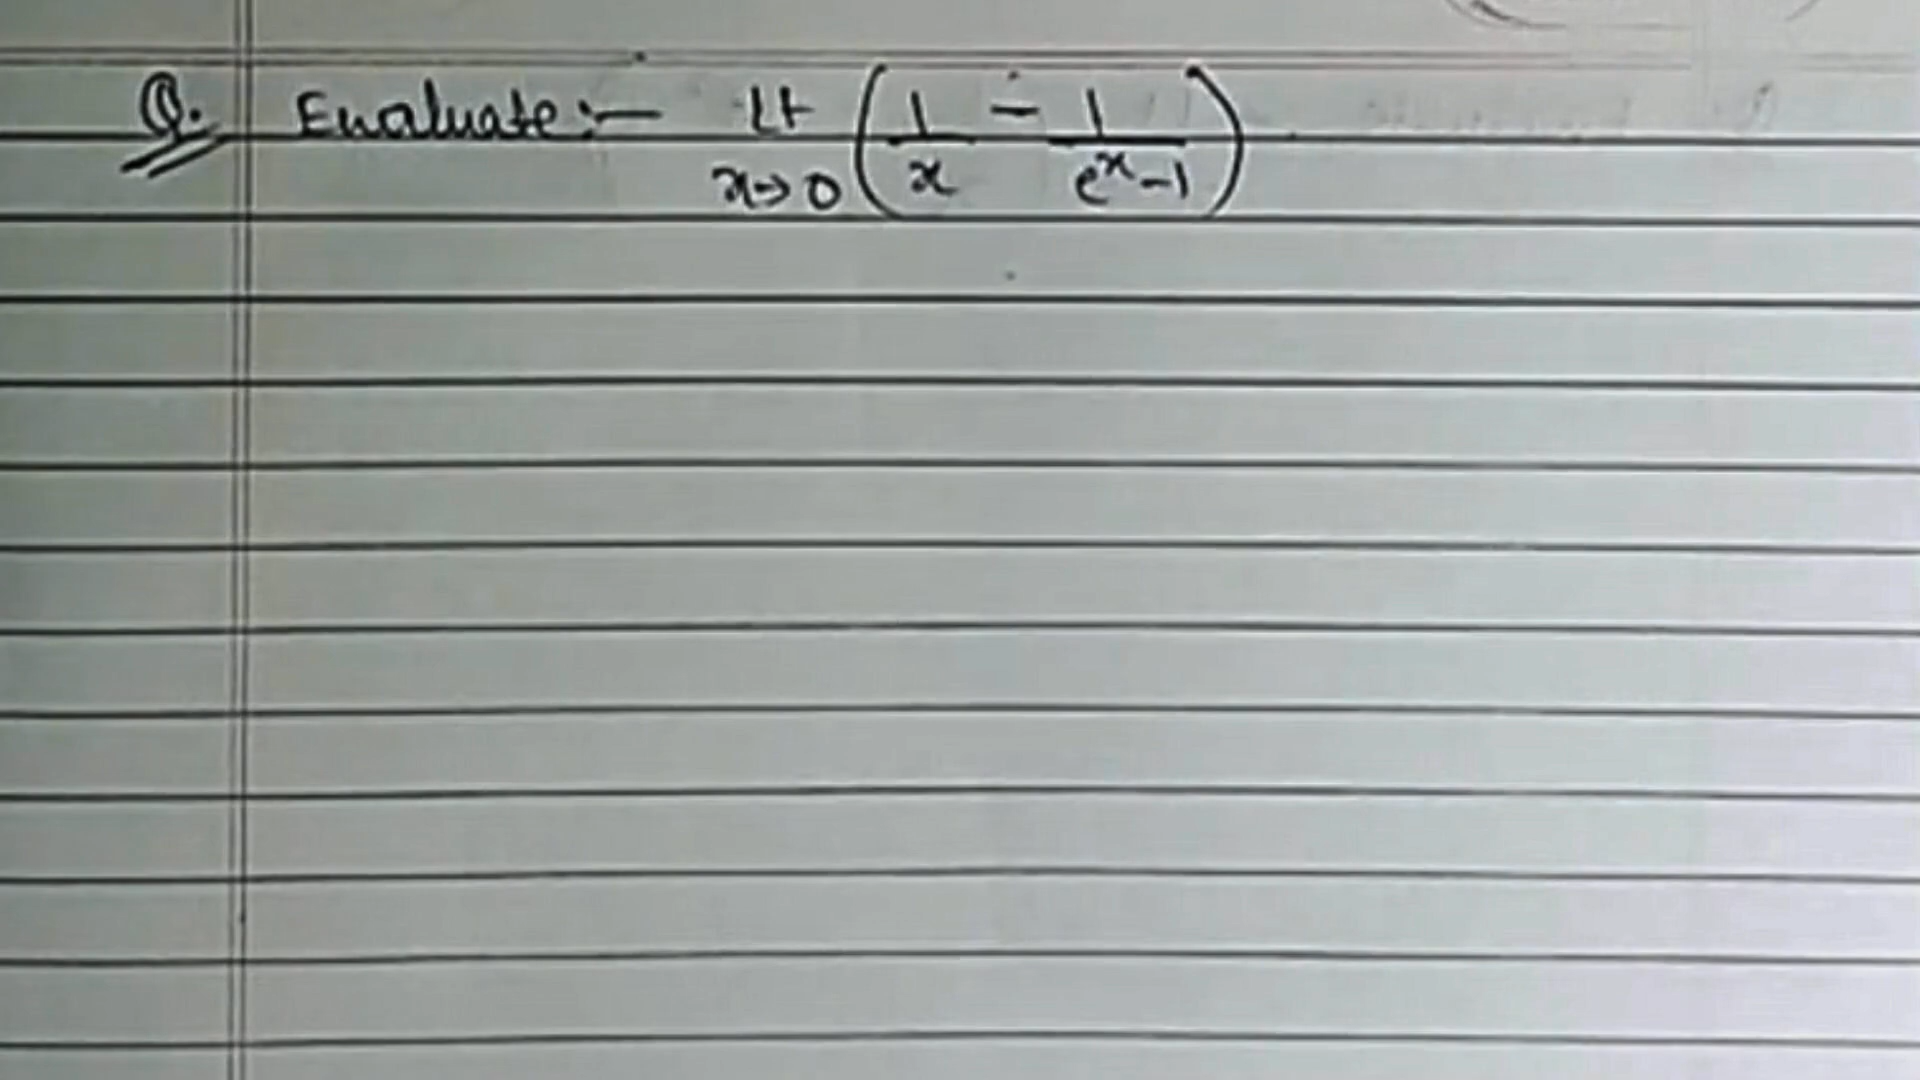 Q. Evaluate:- Lt x→0 (1/x - 1/(e^x-1))